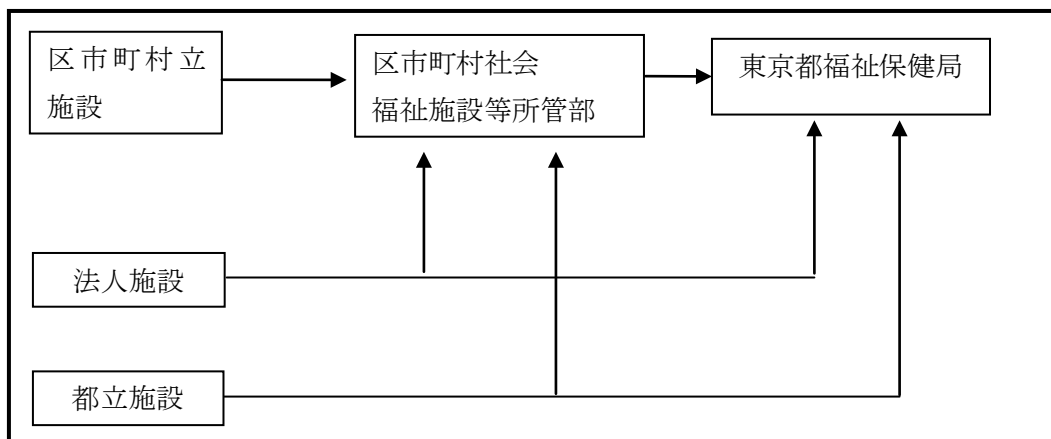 区市町村立
施設
区市町村社会
福祉施設等所管部
東京都福祉保健局
法人施設
都立施設